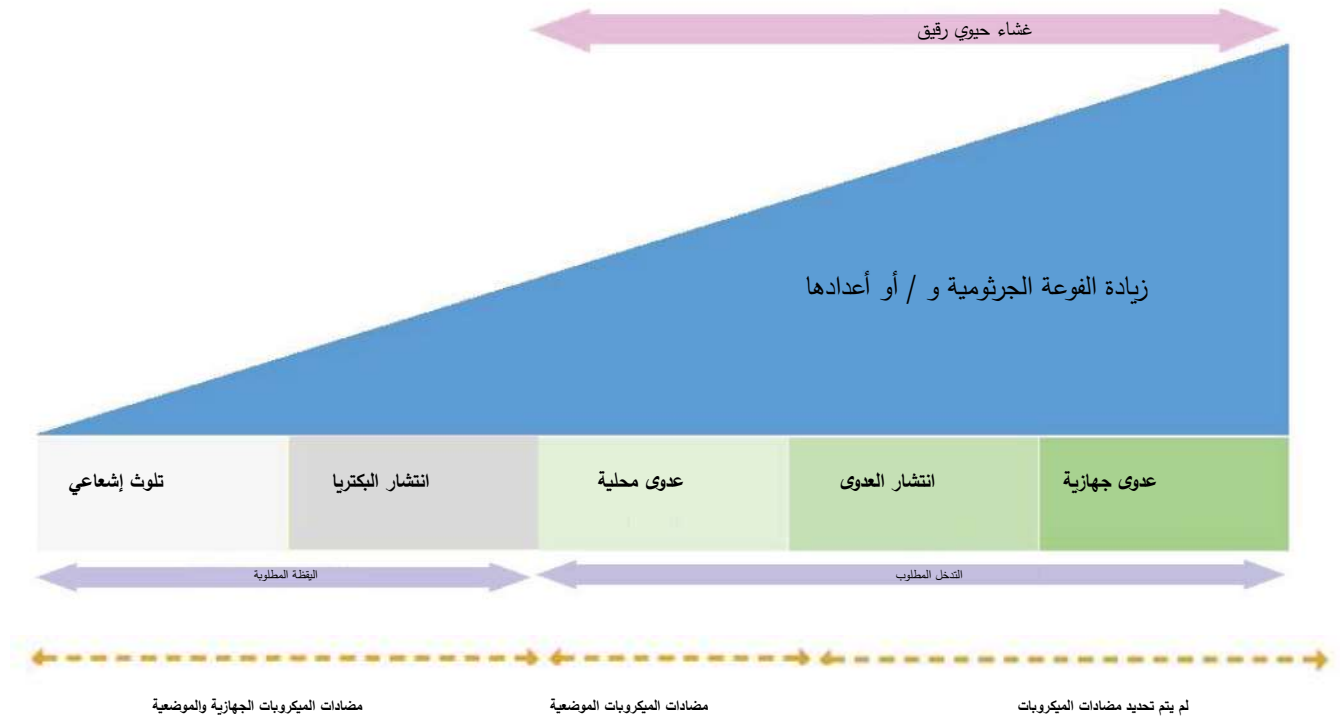 غشاء حيوي رقيق
زيادة الفوعة الجرثومية و / أو أعدادها
عدوى جهازية
انتشار العدوى
عدوى محلية
انتشار البكتريا
تلوث إشعاعي
التدخل المطلوب
اليقظة المطلوبة
لم يتم تحديد مضادات الميكروبات
مضادات الميكروبات الموضعية
مضادات الميكروبات الجهازية والموضعية